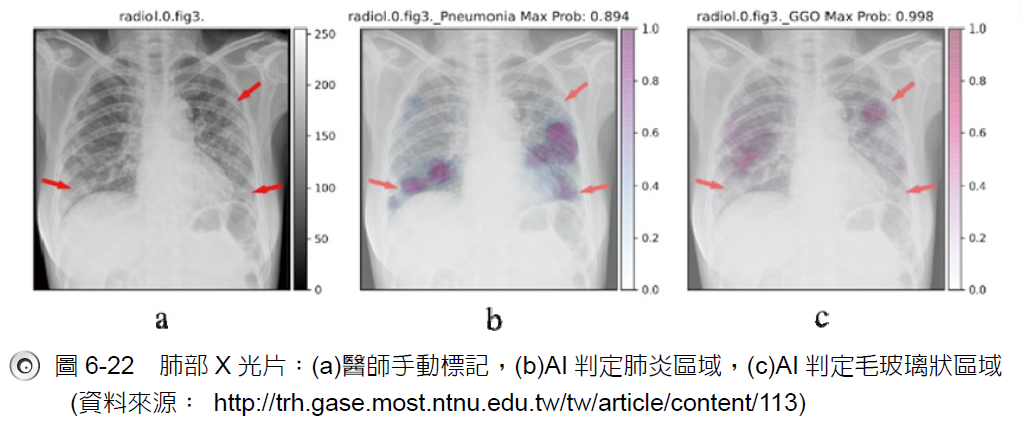 radiol.0.fig3.
radiol.0.fig3._Pneumonia Max Prob: 0.894
radiol.0.fig3._GGO Max Prob: 0.998
250
200
150
100
50
0
1.0
0.8
0.6
0.4
0.2
0.0
1.0
0.8
0.6
0.4
0.2
0.0
a
b
c
圖 6-22 肺部 X 光片：(a)醫師手動標記，(b)AI 判定肺炎區域，(c)AI 判定毛玻璃狀區域
(資料來源： http://trh.gase.most.ntnu.edu.tw/tw/article/content/113)